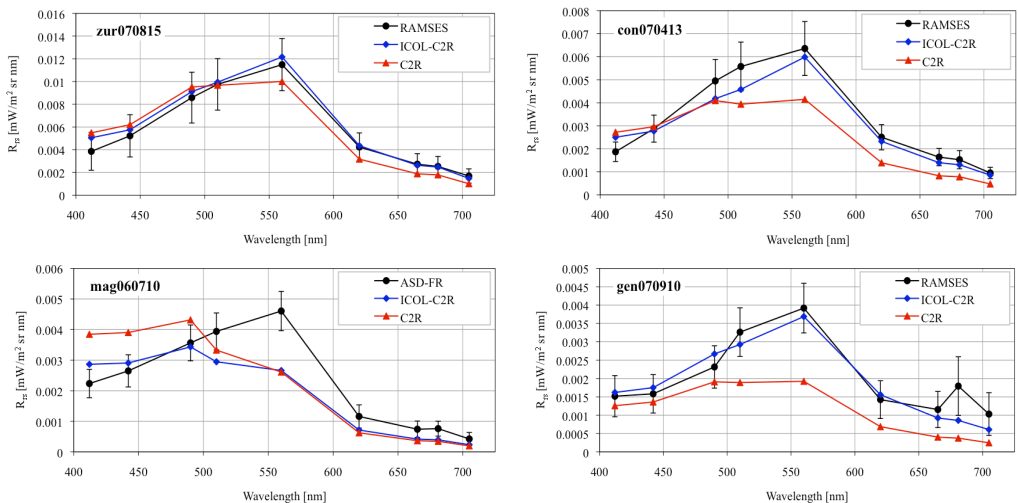 zur070815
RAMSES
ICOL-C2R
C2R
0.016
0.014
0.012
0.010
0.008
0.006
0.004
0.002
0
R_rs [mW/m² sr nm]
400 450 500 550 600 650 700
Wavelength [nm]
con070413
RAMSES
ICOL-C2R
C2R
0.008
0.007
0.006
0.005
0.004
0.003
0.002
0.001
0
R_rs [mW/m² sr nm]
400 450 500 550 600 650 700
Wavelength [nm]
mag060710
ASD-FR
ICOL-C2R
C2R
0.006
0.005
0.004
0.003
0.002
0.001
0
R_rs [mW/m² sr nm]
400 450 500 550 600 650 700
Wavelength [nm]
gen070910
RAMSES
ICOL-C2R
C2R
0.005
0.0045
0.004
0.0035
0.003
0.0025
0.002
0.0015
0.001
0.0005
0
R_rs [mW/m² sr nm]
400 450 500 550 600 650 700
Wavelength [nm]